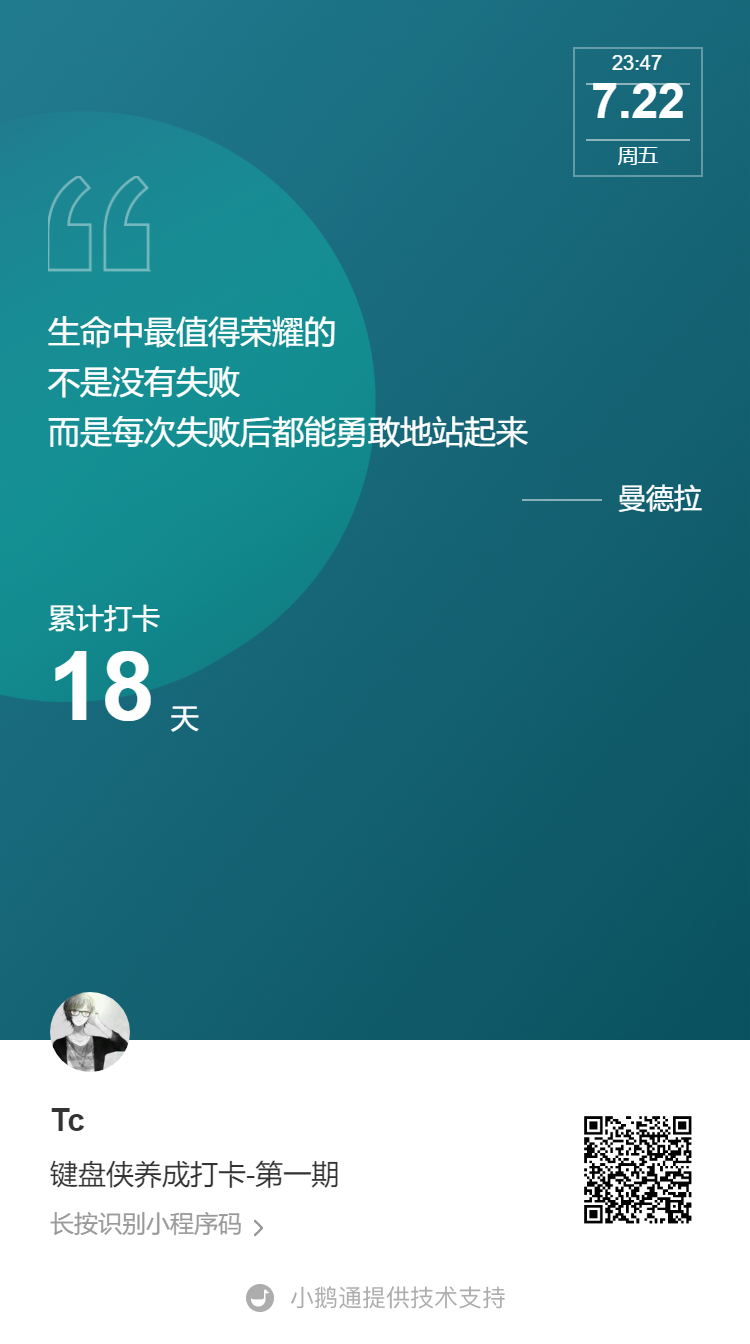 23:47
7.22
周五
生命中最值得荣耀的
不是没有失败
而是每次失败后都能勇敢地站起来
曼德拉
累计打卡
18 天
Tc
键盘侠养成打卡-第一期
长按识别小程序码
小鹅通提供技术支持